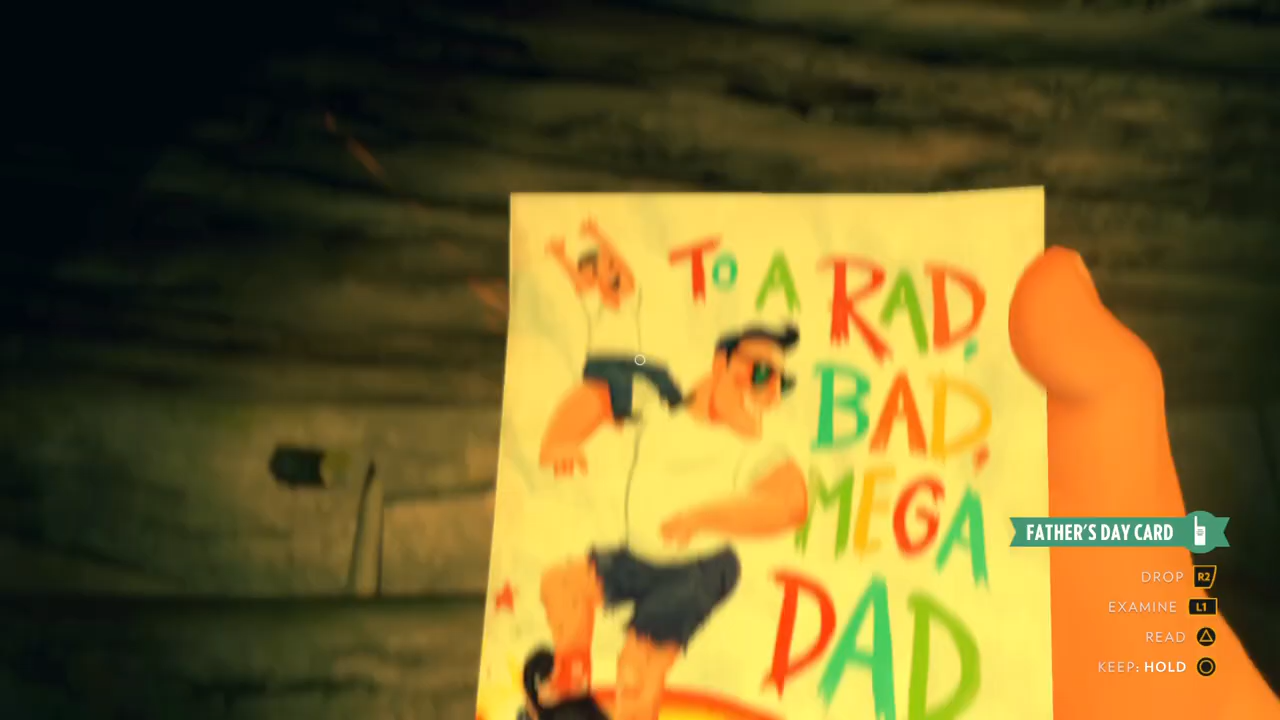 TO A RAD,
BAD,
MEGA
DAD
FATHER'S DAY CARD
DROP R2
EXAMINE L1
READ
KEEP: HOLD